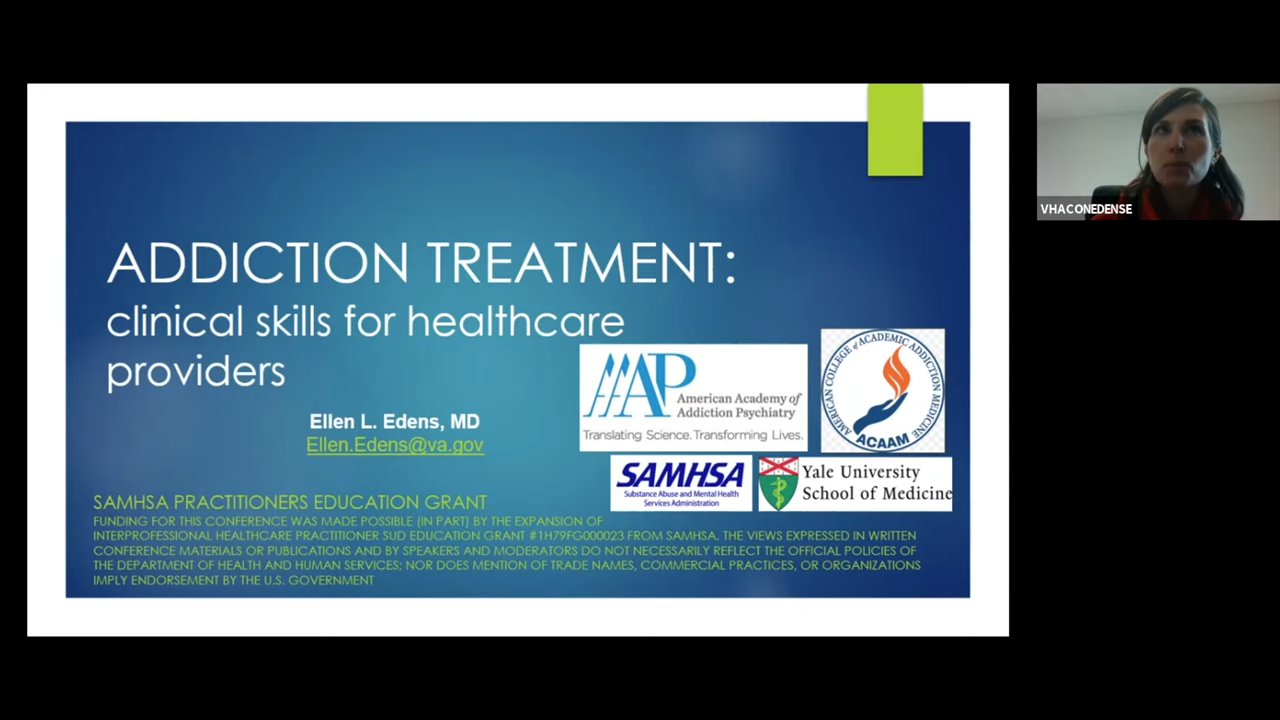 ADDICTION TREATMENT:
clinical skills for healthcare
providers
Ellen L. Edens, MD
Ellen.Edens@va.gov
AAAP
American Academy of
Addiction Psychiatry
Translating Science. Transforming Lives.
AMERICAN COLLEGE of ACADEMIC ADDICTION MEDICINE
ACAAM
SAMHSA
Substance Abuse and Mental Health
Services Administration
Yale University
School of Medicine
SAMHSA PRACTITIONERS EDUCATION GRANT
FUNDING FOR THIS CONFERENCE WAS MADE POSSIBLE (IN PART) BY THE EXPANSION OF
INTERPROFESSIONAL HEALTHCARE PRACTITIONER SUD EDUCATION GRANT #1H79FG000023 FROM SAMHSA. THE VIEWS EXPRESSED IN WRITTEN
CONFERENCE MATERIALS OR PUBLICATIONS AND BY SPEAKERS AND MODERATORS DO NOT NECESSARILY REFLECT THE OFFICIAL POLICIES OF
THE DEPARTMENT OF HEALTH AND HUMAN SERVICES; NOR DOES MENTION OF TRADE NAMES, COMMERCIAL PRACTICES, OR ORGANIZATIONS
IMPLY ENDORSEMENT BY THE U.S. GOVERNMENT
VHACONEDENSE